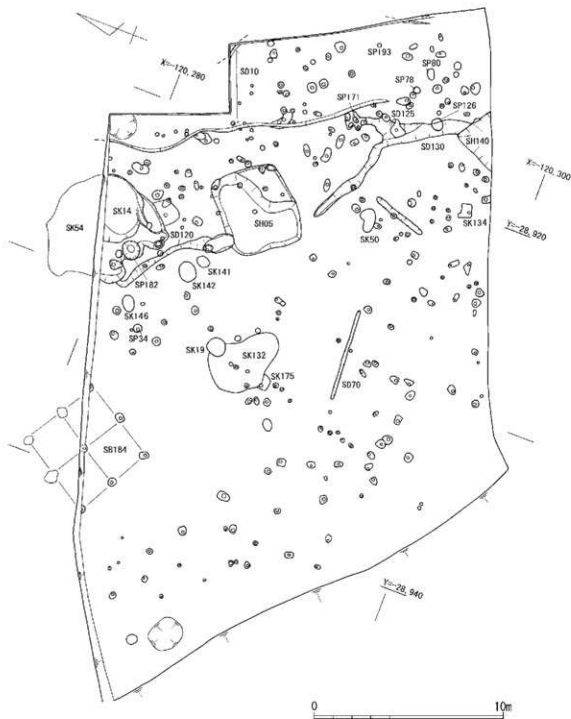 X=-120,280
SD10
SP193
SP80
SP78
SP171
SD125
SP126
SD130
SH140
X=-120,300
Y=-28,920
SK54
SK14
SH05
SK134
SK50
SD120
SK141
SK142
SP182
SK146
SP34
SK19
SK132
SK175
SD70
SB184
Y=-28,940
0
10m